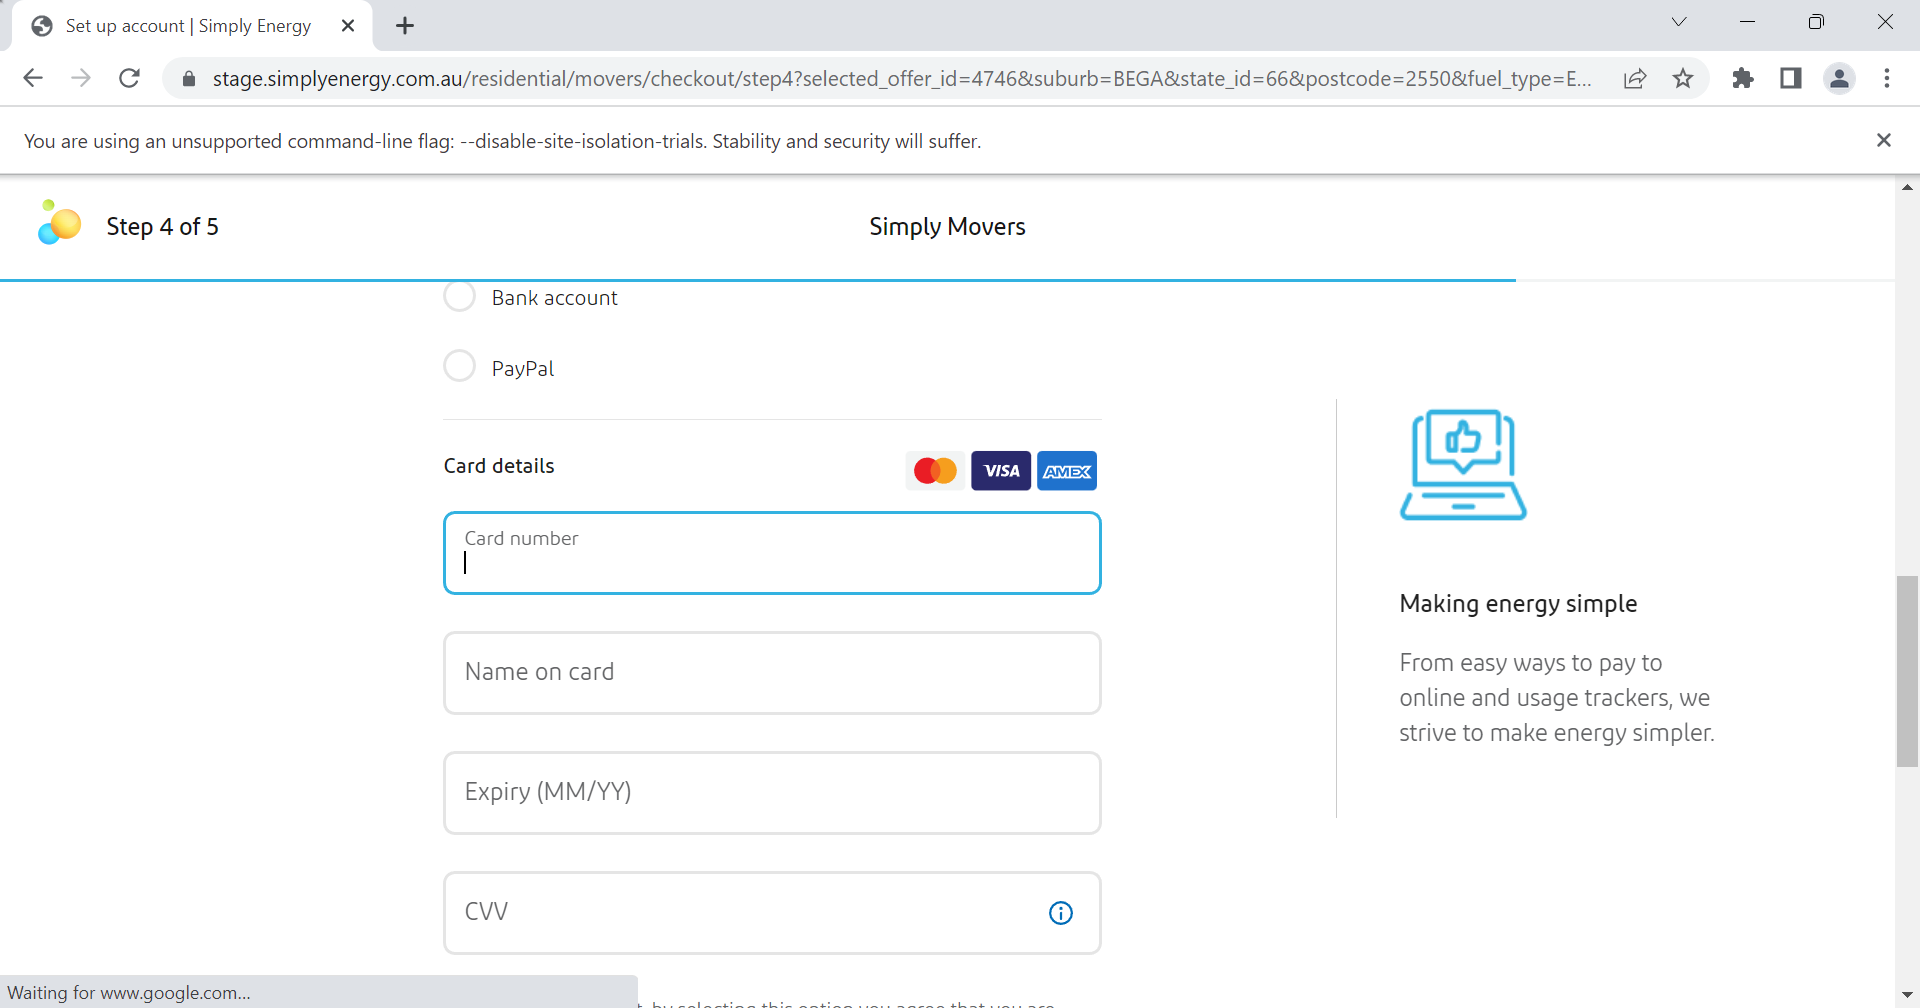 Set up account | Simply Energy
stage.simplyenergy.com.au/residential/movers/checkout/step4?selected_offer_id=4746&suburb=BEGA&state_id=66&postcode=2550&fuel_type=E...
You are using an unsupported command-line flag: --disable-site-isolation-trials. Stability and security will suffer.
Step 4 of 5
Simply Movers
Bank account
PayPal
Card details
VISA
AMEX
Card number
Name on card
Expiry (MM/YY)
CVV
Making energy simple
From easy ways to pay to
online and usage trackers, we
strive to make energy simpler.
Waiting for www.google.com...
by selecting this option you agree that you are